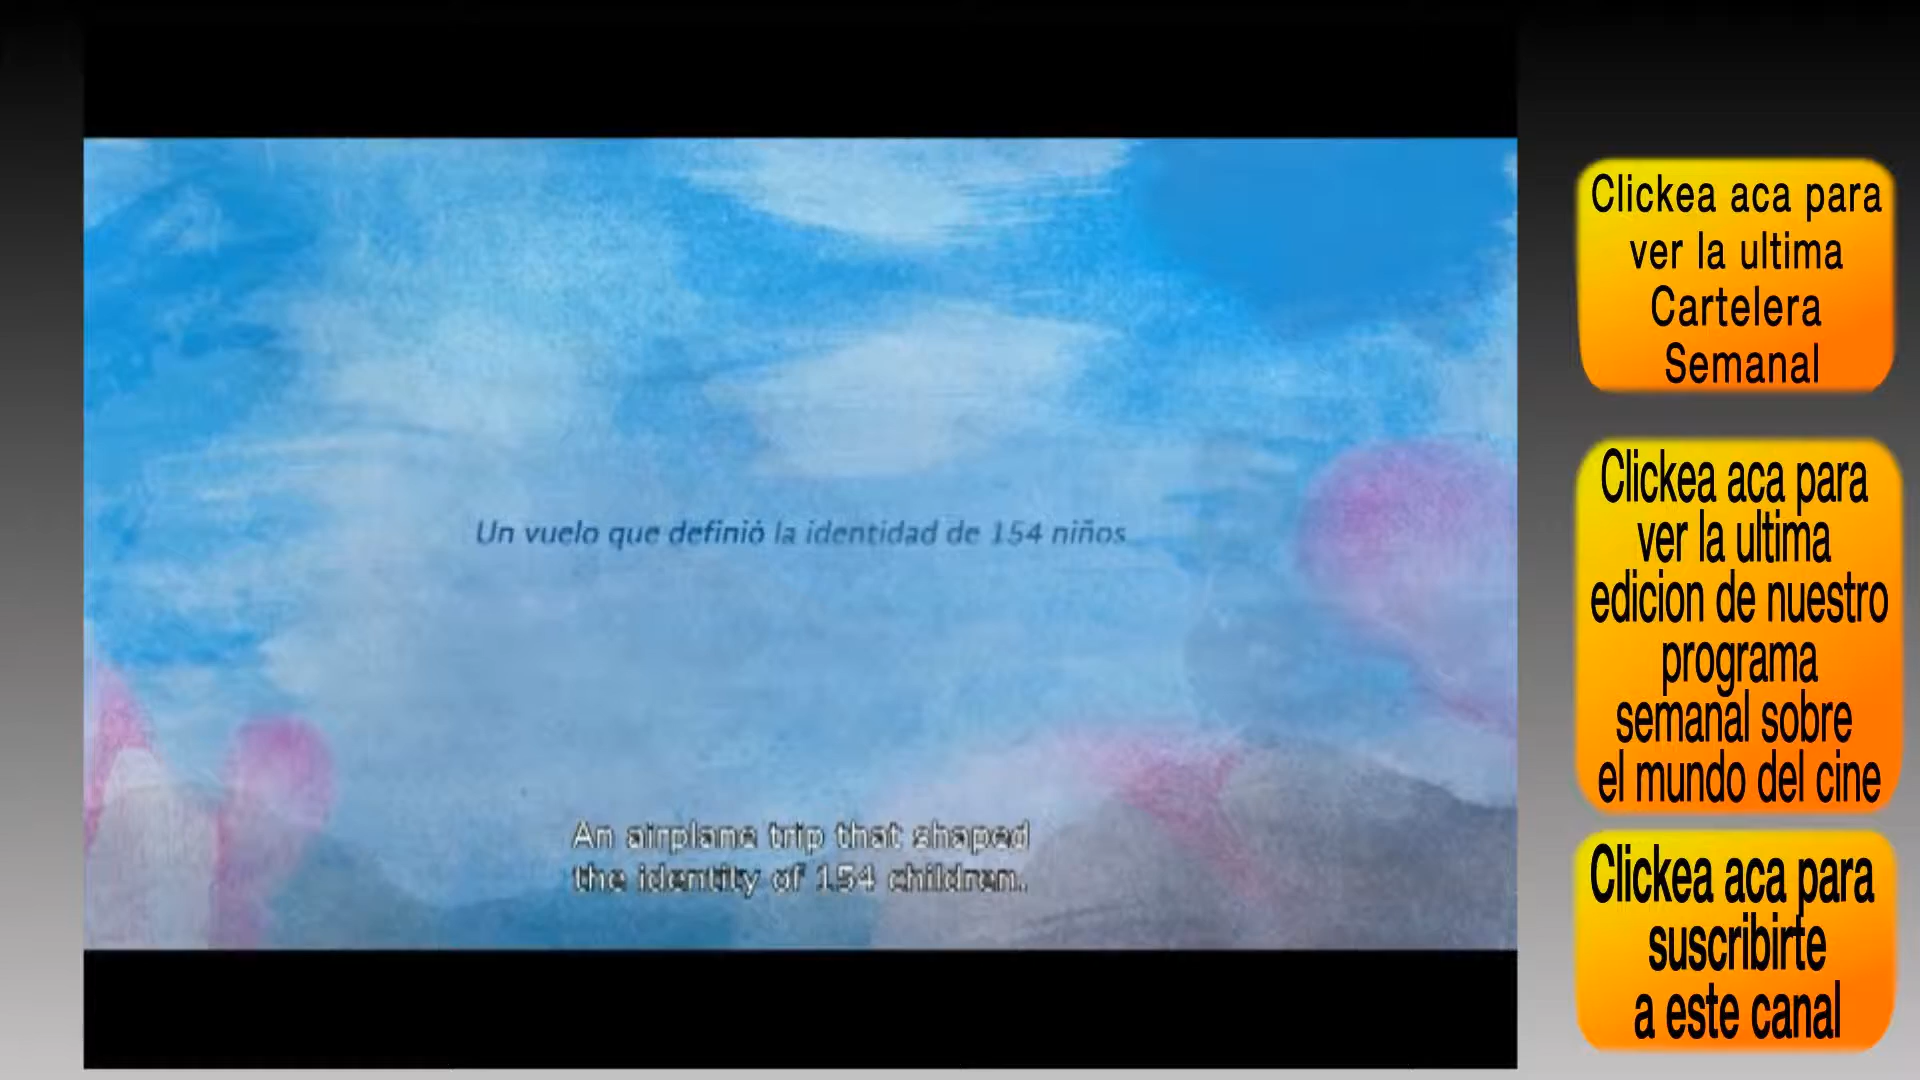 Un vuelo que definió la identidad de 154 niños
An airplane trip that shaped
the identity of 154 children.
Clickea aca para
ver la ultima
Cartelera
Semanal
Clickea aca para
ver la ultima
edicion de nuestro
programa
semanal sobre
el mundo del cine
Clickea aca para
suscribirte
a este canal